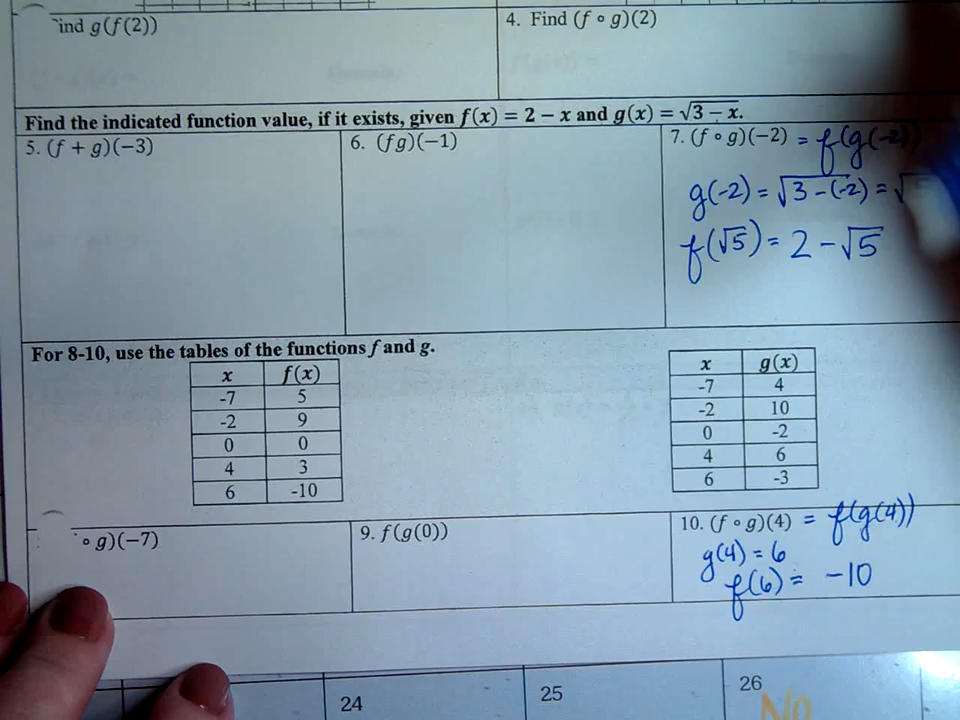 ind g(f(2))
4. Find (f ∘ g)(2)
Find the indicated function value, if it exists, given f(x) = 2 − x and g(x) = √3 − x.
5. (f + g)(−3)
6. (fg)(−1)
7. (f ∘ g)(−2) = f(g(-2))
g(-2) = √3-(-2) = √
f(√5) = 2 - √5
For 8-10, use the tables of the functions f and g.
x f(x)
-7 5
-2 9
0 0
4 3
6 -10
x g(x)
-7 4
-2 10
0 -2
4 6
6 -3
∘ g)(−7)
9. f(g(0))
10. (f ∘ g)(4) = f(g(4))
g(4) = 6
f(6) = -10
24
25
26
No